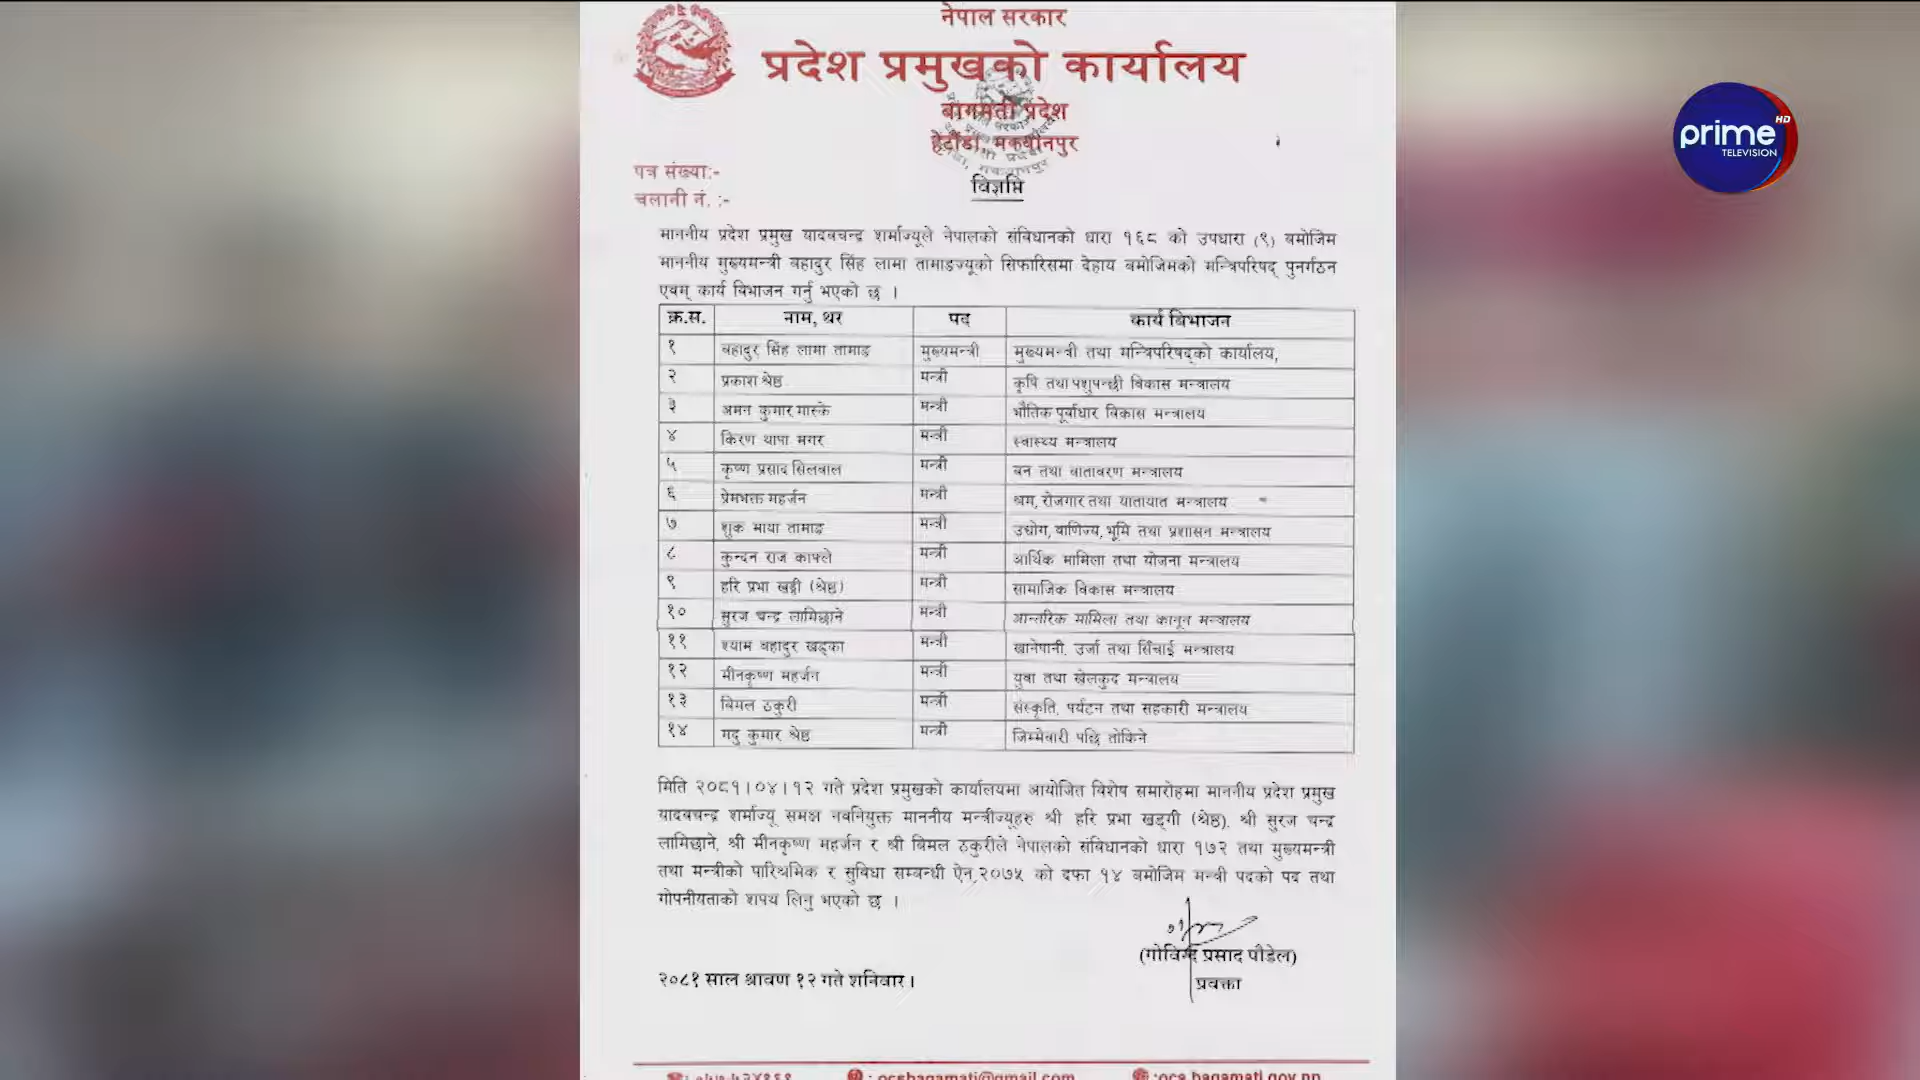 नेपाल सरकार
प्रदेश प्रमुखको कार्यालय
बागमती प्रदेश
हेटौंडा, मकवानपुर
पत्र संख्या:-
चलानी नं. :-
विज्ञप्ति
prime HD
TELEVISION
माननीय प्रदेश प्रमुख यादवचन्द्र शर्माज्यूले नेपालको संविधानको धारा १६८ को उपधारा (९) बमोजिम
माननीय मुख्यमन्त्री बहादुर सिंह लामा तामाङज्यूको सिफारिसमा देहाय बमोजिमको मन्त्रिपरिषद् पुनर्गठन
एवम् कार्य विभाजन गर्नु भएको छ ।
क्र.स. नाम, थर पद कार्य विभाजन
१ बहादुर सिंह लामा तामाङ मुख्यमन्त्री मुख्यमन्त्री तथा मन्त्रिपरिषद्को कार्यालय,
२ प्रकाश श्रेष्ठ मन्त्री कृषि तथा पशुपन्छी विकास मन्त्रालय
३ अमन कुमार मास्के मन्त्री भौतिक पूर्वाधार विकास मन्त्रालय
४ किरण थापा मगर मन्त्री स्वास्थ्य मन्त्रालय
५ कृष्ण प्रसाद सिलवाल मन्त्री बन तथा वातावरण मन्त्रालय
६ प्रेमभक्त महर्जन मन्त्री श्रम, रोजगार तथा यातायात मन्त्रालय
७ शुक माया तामाङ मन्त्री उद्योग, वाणिज्य, भूमि तथा प्रशासन मन्त्रालय
८ कुन्दन राज काफ्ले मन्त्री आर्थिक मामिला तथा योजना मन्त्रालय
९ हरि प्रभा खड्गी (श्रेष्ठ) मन्त्री सामाजिक विकास मन्त्रालय
१० सुरज चन्द्र लामिछाने मन्त्री आन्तरिक मामिला तथा कानून मन्त्रालय
११ श्याम बहादुर खड्का मन्त्री खानेपानी, उर्जा तथा सिँचाई मन्त्रालय
१२ मीनकृष्ण महर्जन मन्त्री युवा तथा खेलकुद मन्त्रालय
१३ बिमल ठकुरी मन्त्री संस्कृति, पर्यटन तथा सहकारी मन्त्रालय
१४ मदु कुमार श्रेष्ठ मन्त्री जिम्मेवारी पछि तोकिने
मिति २०८१।०४।१२ गते प्रदेश प्रमुखको कार्यालयमा आयोजित विशेष समारोहमा माननीय प्रदेश प्रमुख
यादवचन्द्र शर्माज्यू समक्ष नवनियुक्त माननीय मन्त्रीज्यूहरु श्री हरि प्रभा खड्गी (श्रेष्ठ), श्री सुरज चन्द्र
लामिछाने, श्री मीनकृष्ण महर्जन र श्री बिमल ठकुरीले नेपालको संविधानको धारा १७२ तथा मुख्यमन्त्री
तथा मन्त्रीको पारिश्रमिक र सुविधा सम्बन्धी ऐन,२०७५ को दफा १४ बमोजिम मन्त्री पदको पद तथा
गोपनीयताको शपथ लिनु भएको छ ।
(गोविन्द प्रसाद पौडेल)
प्रवक्ता
२०८१ साल श्रावण १२ गते शनिवार।
: ocsbagamati@gmail.com